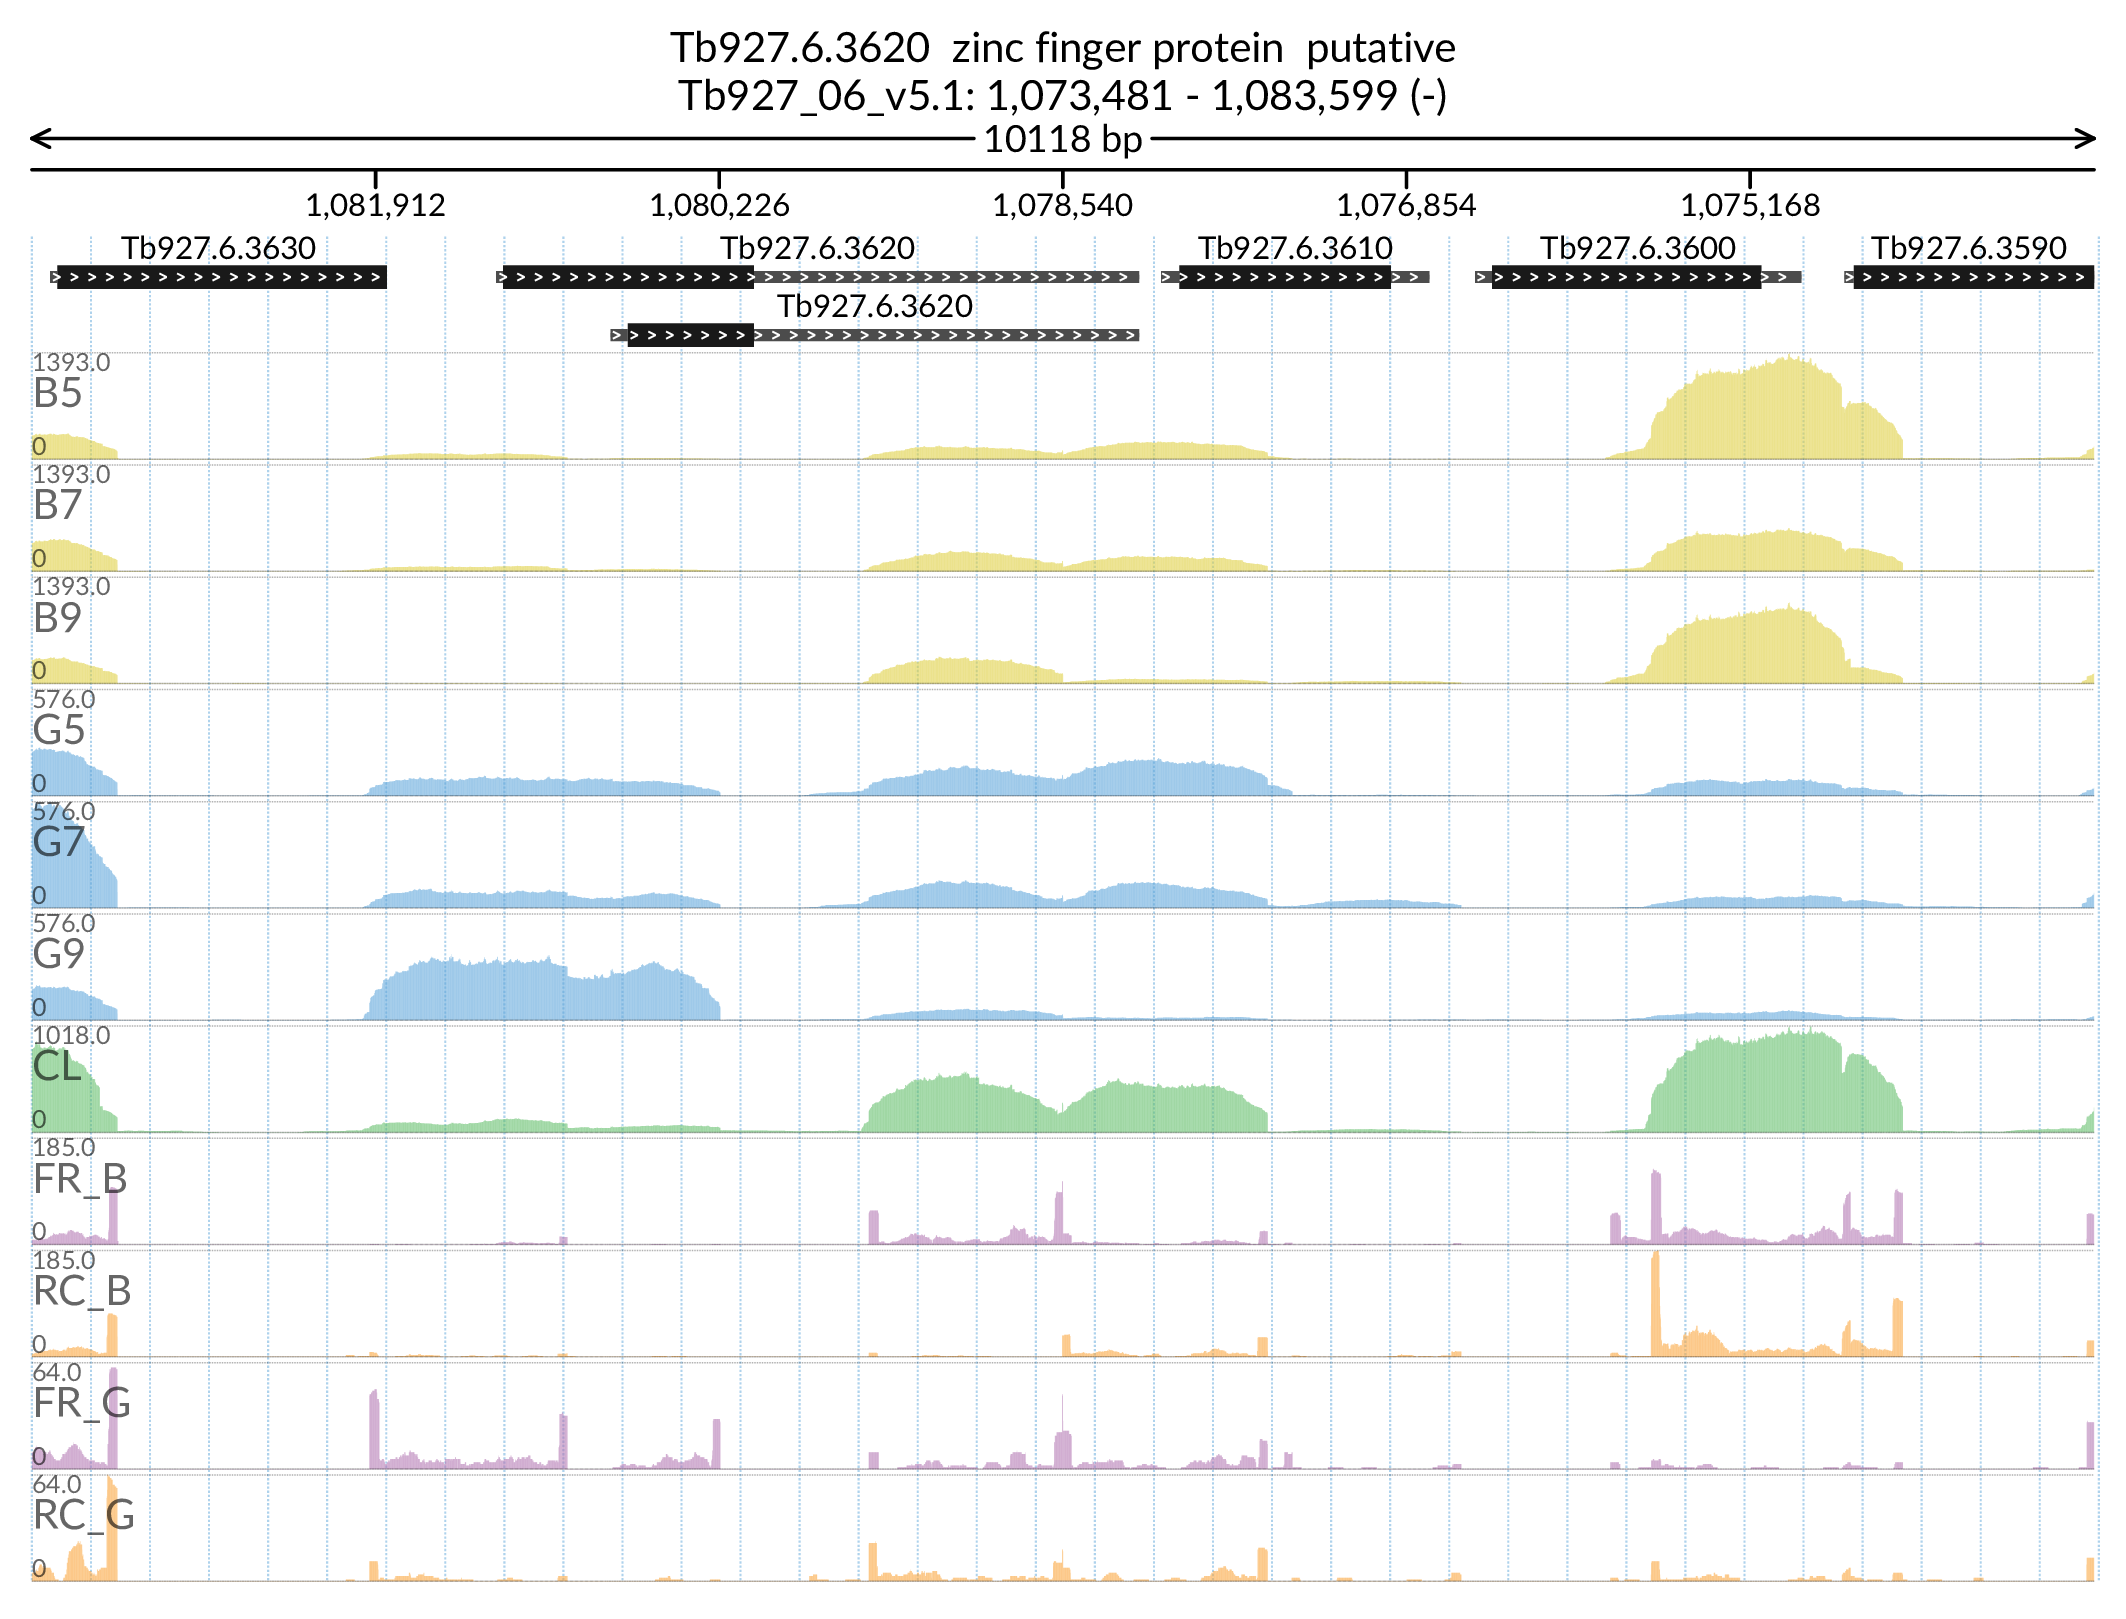 Tb927.6.3620  zinc finger protein  putative
Tb927_06_v5.1: 1,073,481 - 1,083,599 (-)
10118 bp
1,081,912 1,080,226 1,078,540 1,076,854 1,075,168
Tb927.6.3630 Tb927.6.3620 Tb927.6.3610 Tb927.6.3600 Tb927.6.3590
Tb927.6.3620
1393.0
B5
0
1393.0
B7
0
1393.0
B9
0
576.0
G5
0
576.0
G7
0
576.0
G9
0
1018.0
CL
0
185.0
FR_B
0
185.0
RC_B
0
64.0
FR_G
0
64.0
RC_G
0